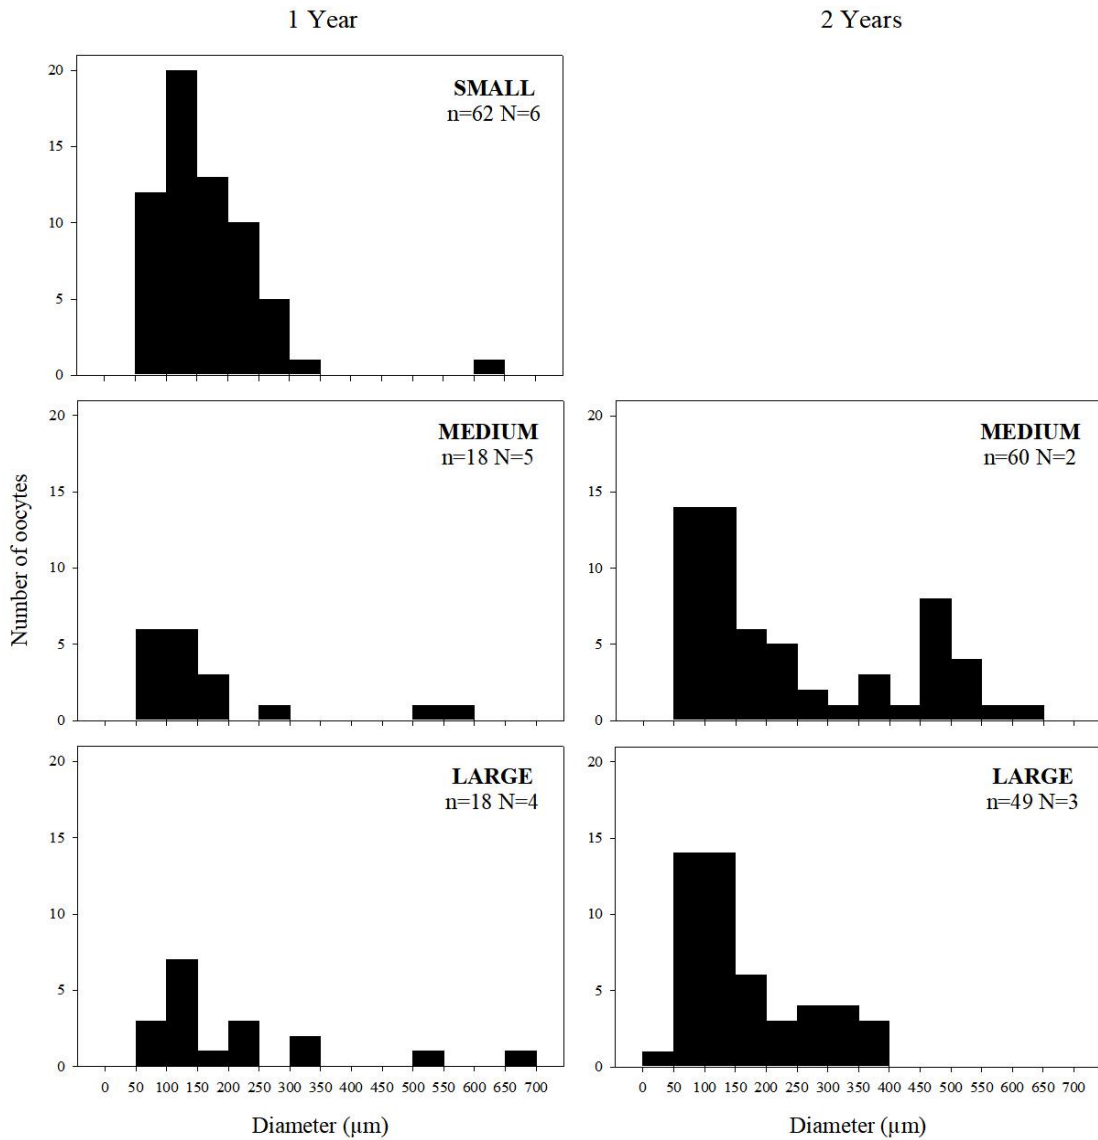 1 Year
2 Years
SMALL
n=62 N=6
20
15
10
5
0
MEDIUM
n=18 N=5
20
15
10
5
0
MEDIUM
n=60 N=2
20
15
10
5
0
Number of oocytes
LARGE
n=18 N=4
20
15
10
5
0
0 50 100 150 200 250 300 350 400 450 500 550 600 650 700
Diameter (µm)
LARGE
n=49 N=3
20
15
10
5
0
0 50 100 150 200 250 300 350 400 450 500 550 600 650 700
Diameter (µm)